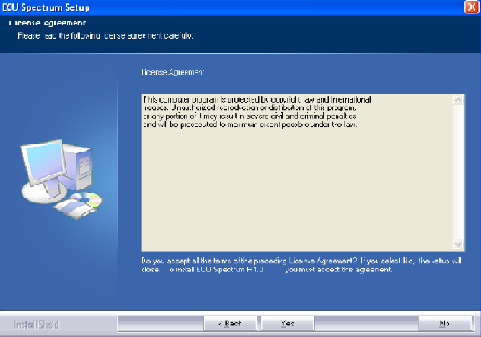 ECU Spectrum Setup
License Agreement
Please read the following license agreement carefully.
License Agreement
This computer program is protected by copyright law and international
treaties. Unauthorized reproduction or distribution of this program,
or any portion of it may result in severe civil and criminal penalties
and will be prosecuted to maximum extent possible under the law.
Do you accept all the terms of the preceding License Agreement? If you select No, the setup will
close. To install ECU Spectrum you must accept this agreement.
InstallShield
< Back Yes No